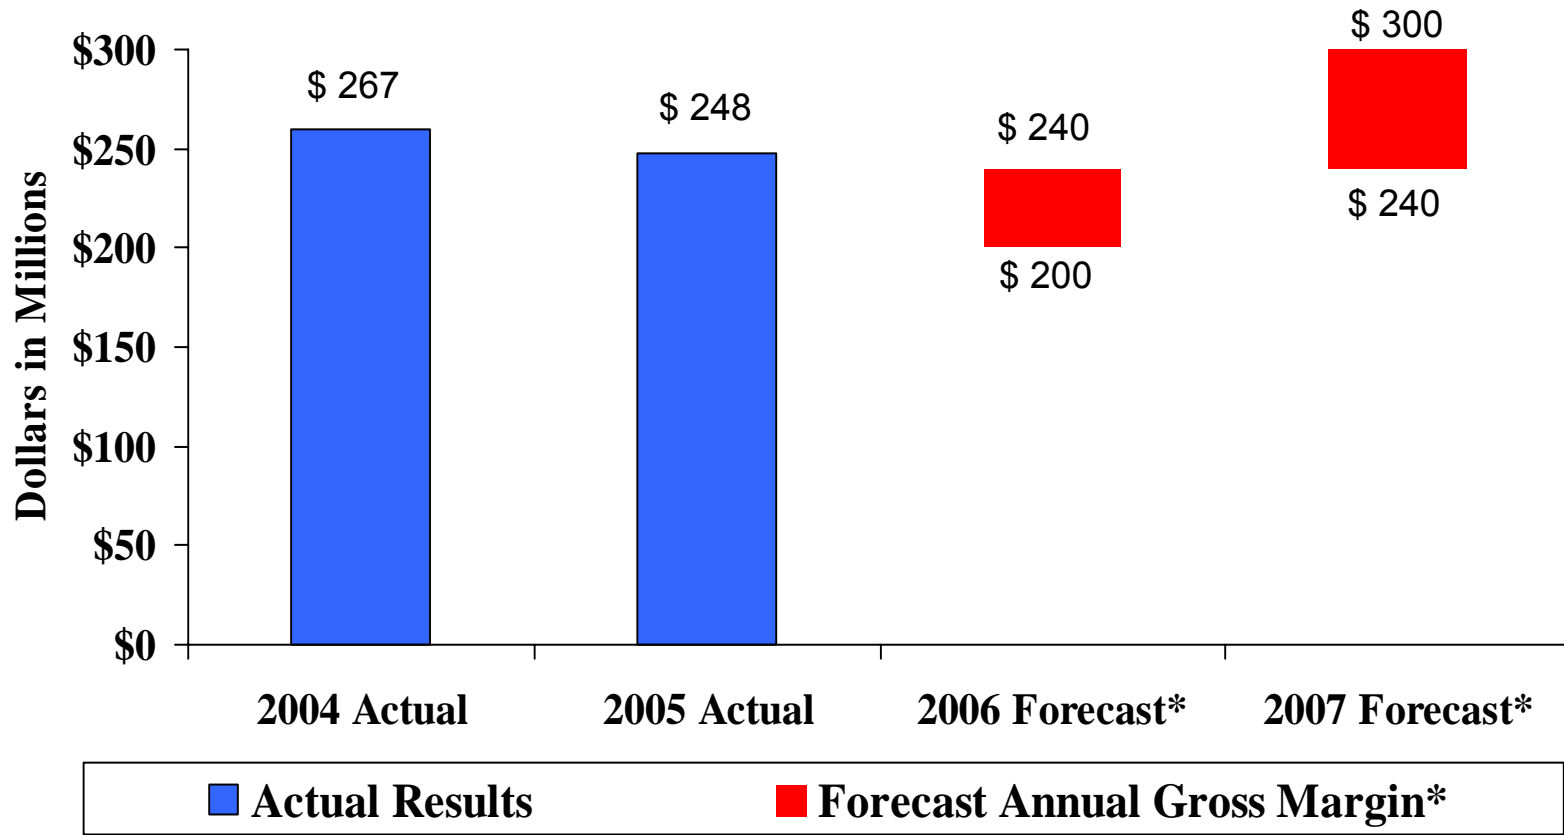 $ 300
$300
$ 267
$ 248
$ 240
$250
$ 240
$200
$ 200
$150
$100
$50
$0
Dollars in Millions
2004 Actual
2005 Actual
2006 Forecast*
2007 Forecast*
Actual Results
Forecast Annual Gross Margin*